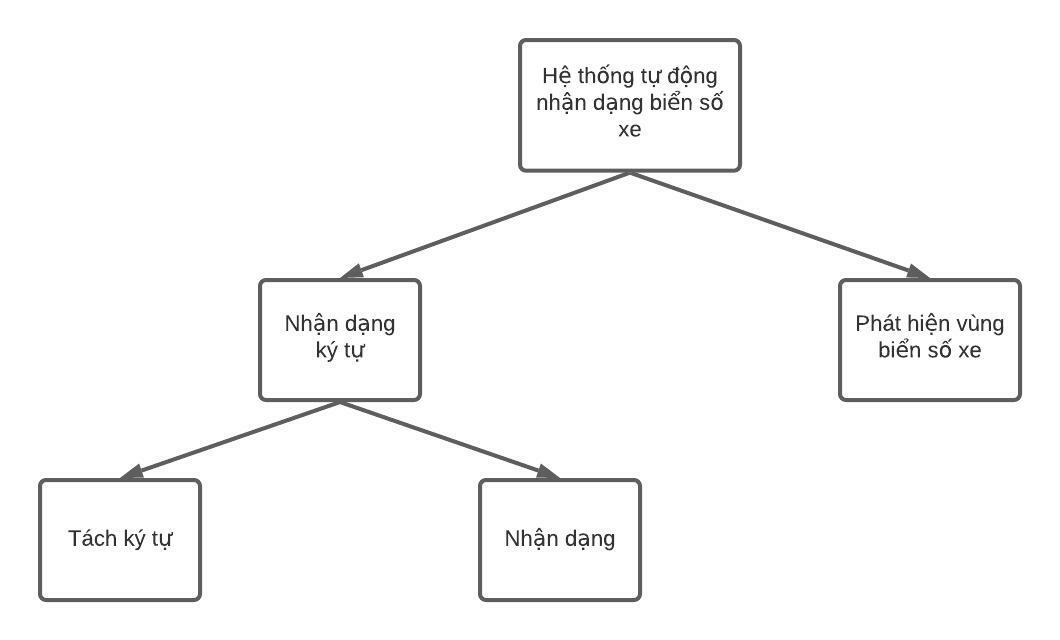 Hệ thống tự động
nhận dạng biển số
xe
Nhận dạng
ký tự
Phát hiện vùng
biển số xe
Tách ký tự
Nhận dạng